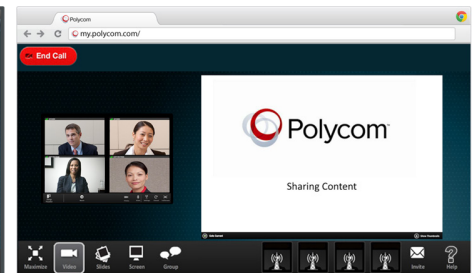 Polycom
my.polycom.com/
End Call
Polycom
Sharing Content
Maximize
Video
Slides
Screen
Group
Invite
Help